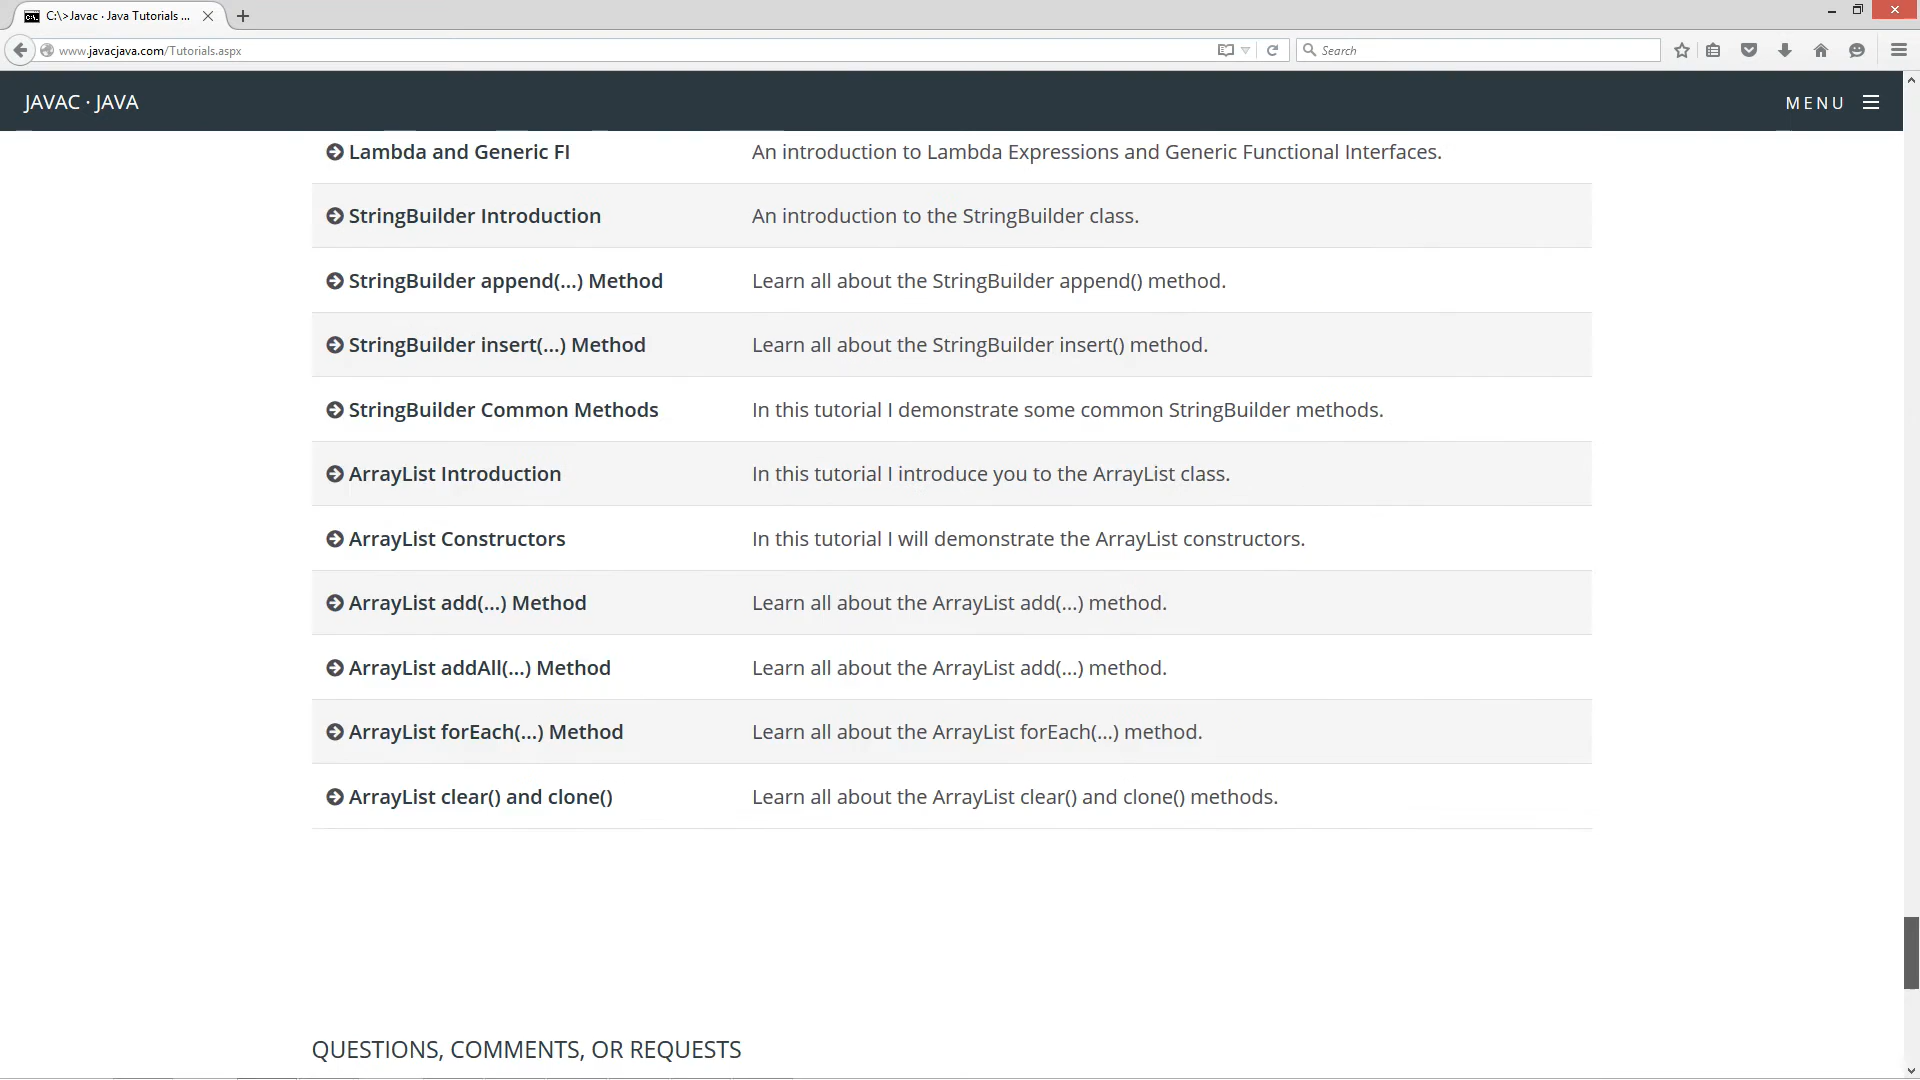 C:\>Javac · Java Tutorials ...
www.javacjava.com/Tutorials.aspx
Search
JAVAC · JAVA
MENU
Lambda and Generic FI An introduction to Lambda Expressions and Generic Functional Interfaces.
StringBuilder Introduction An introduction to the StringBuilder class.
StringBuilder append(...) Method Learn all about the StringBuilder append() method.
StringBuilder insert(...) Method Learn all about the StringBuilder insert() method.
StringBuilder Common Methods In this tutorial I demonstrate some common StringBuilder methods.
ArrayList Introduction In this tutorial I introduce you to the ArrayList class.
ArrayList Constructors In this tutorial I will demonstrate the ArrayList constructors.
ArrayList add(...) Method Learn all about the ArrayList add(...) method.
ArrayList addAll(...) Method Learn all about the ArrayList add(...) method.
ArrayList forEach(...) Method Learn all about the ArrayList forEach(...) method.
ArrayList clear() and clone() Learn all about the ArrayList clear() and clone() methods.
QUESTIONS, COMMENTS, OR REQUESTS